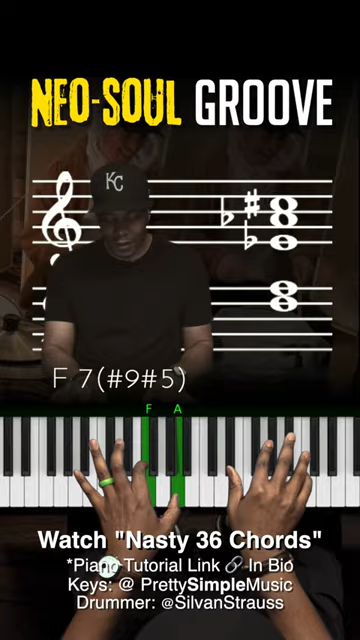 NEO-SOUL GROOVE
KC
F 7(#9#5)
F A
Watch "Nasty 36 Chords"
*Piano Tutorial Link 🔗 In Bio
Keys: @ PrettySimpleMusic
Drummer: @SilvanStrauss